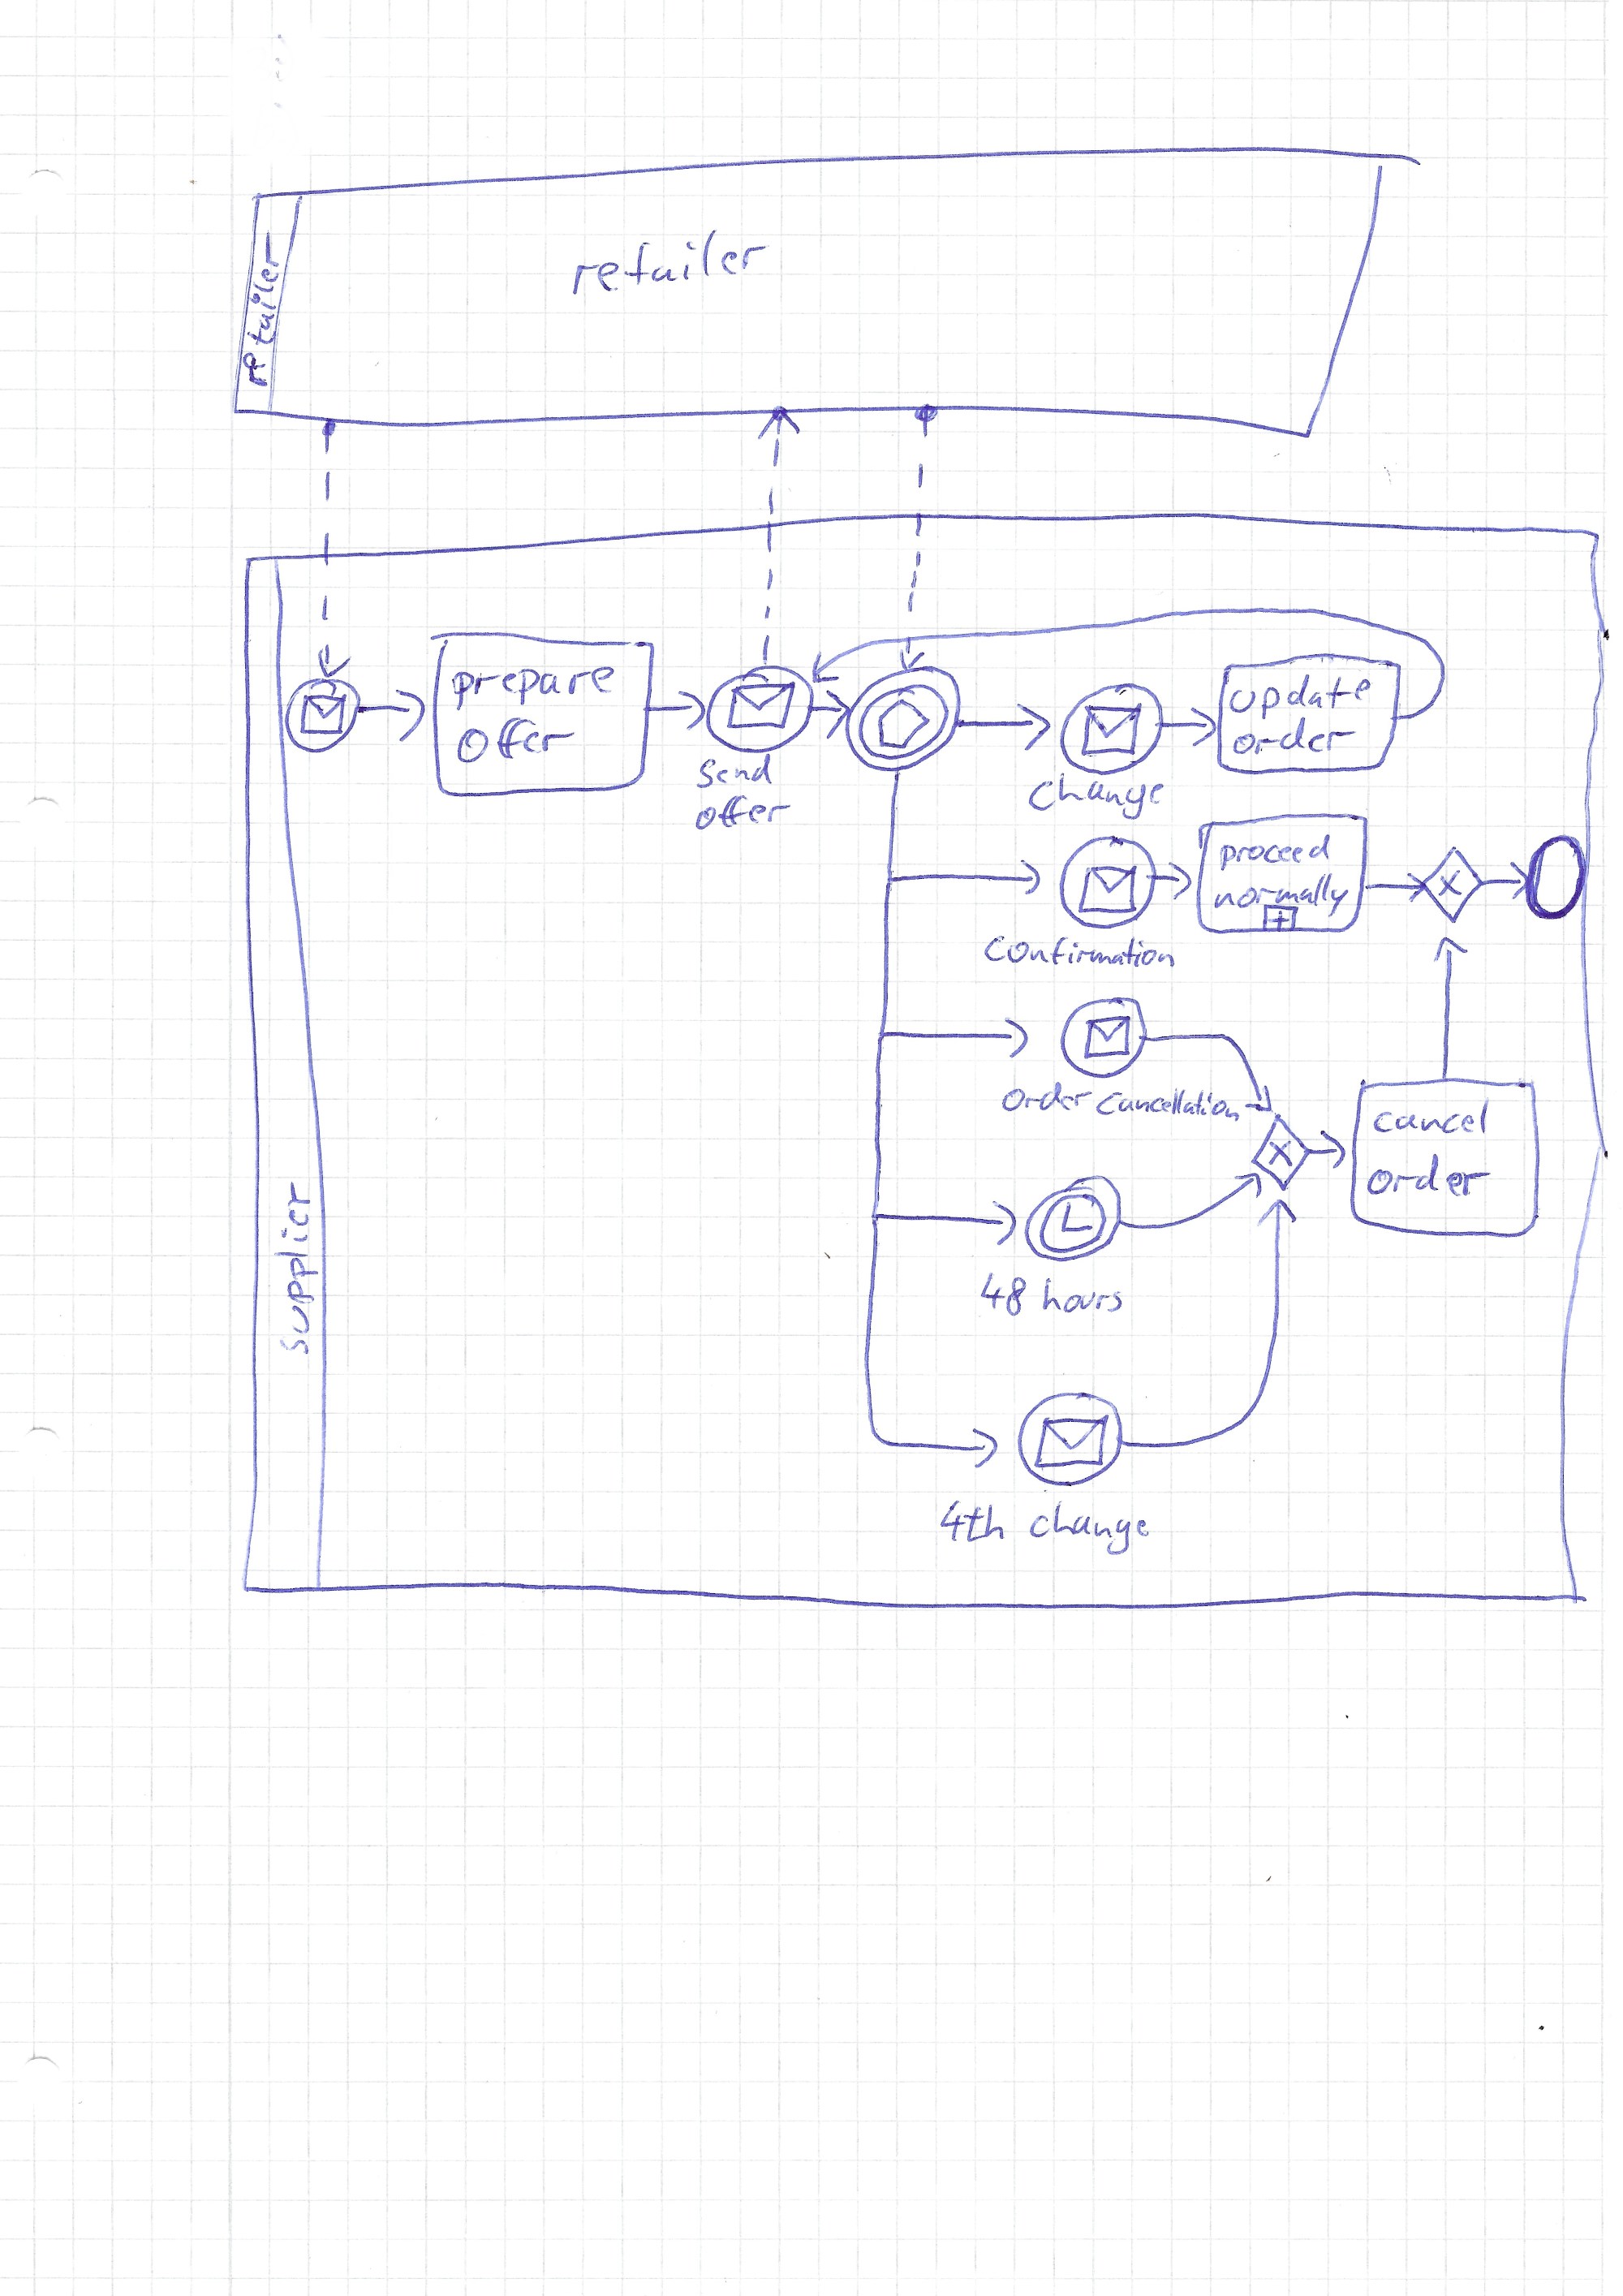 retailer
retailer
prepare
offer
Send
offer
Change
update
order
Confirmation
proceed
normally
order cancellation
cancel
order
48 hours
4th change
supplier